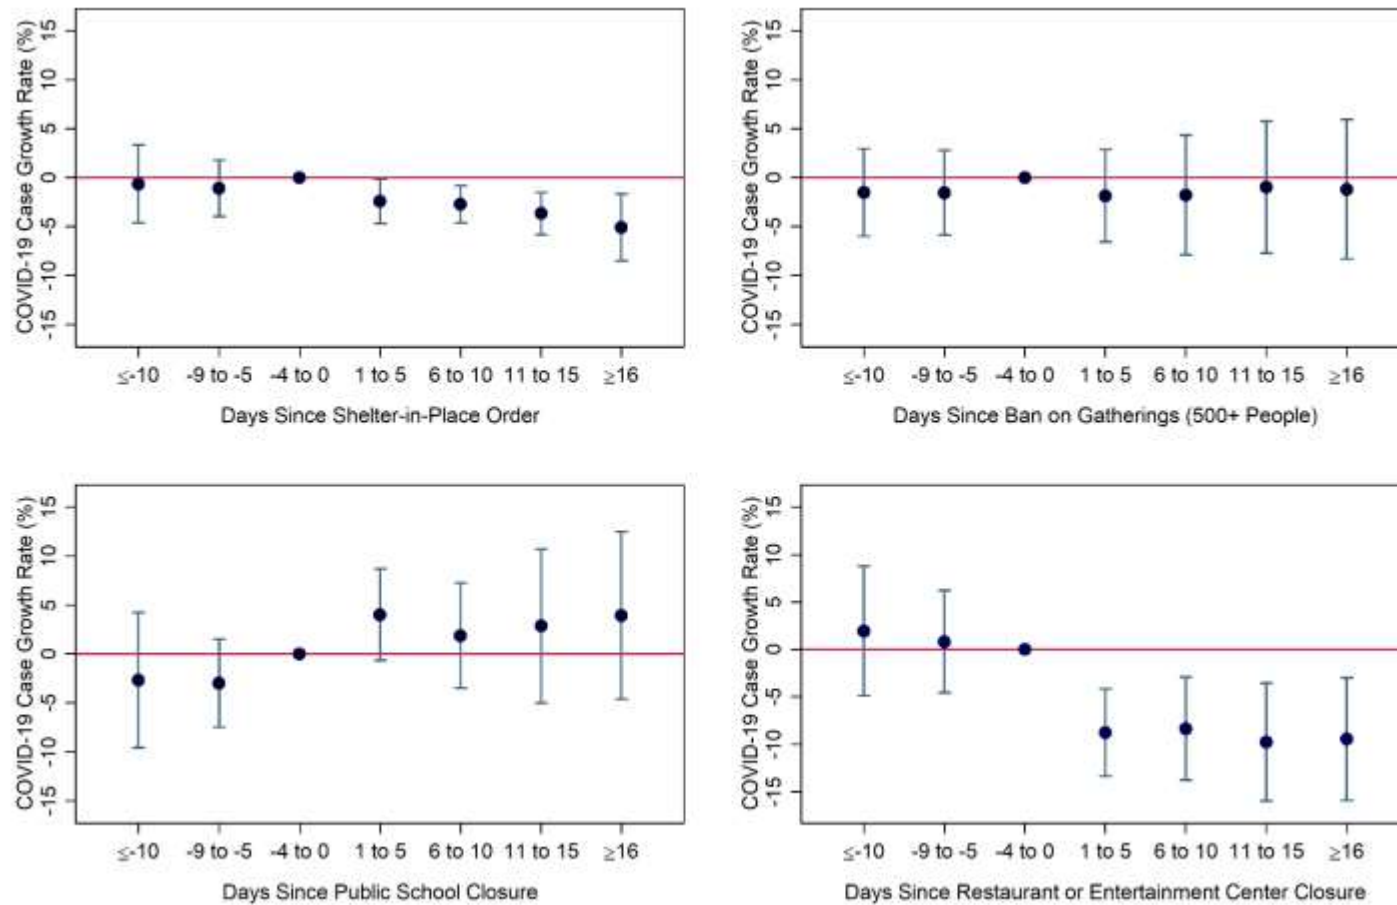 COVID-19 Case Growth Rate (%)
15
10
5
0
-5
-10
-15
≤-10 -9 to -5 -4 to 0 1 to 5 6 to 10 11 to 15 ≥16
Days Since Shelter-in-Place Order
COVID-19 Case Growth Rate (%)
15
10
5
0
-5
-10
-15
≤-10 -9 to -5 -4 to 0 1 to 5 6 to 10 11 to 15 ≥16
Days Since Ban on Gatherings (500+ People)
COVID-19 Case Growth Rate (%)
15
10
5
0
-5
-10
-15
≤-10 -9 to -5 -4 to 0 1 to 5 6 to 10 11 to 15 ≥16
Days Since Public School Closure
COVID-19 Case Growth Rate (%)
15
10
5
0
-5
-10
-15
≤-10 -9 to -5 -4 to 0 1 to 5 6 to 10 11 to 15 ≥16
Days Since Restaurant or Entertainment Center Closure